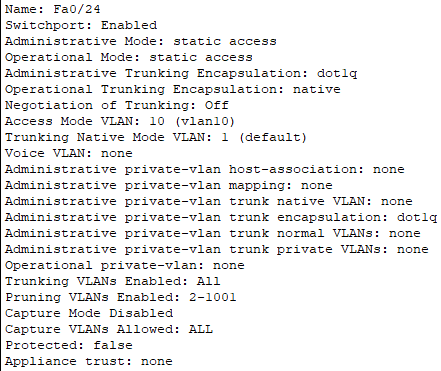 Name: Fa0/24
Switchport: Enabled
Administrative Mode: static access
Operational Mode: static access
Administrative Trunking Encapsulation: dot1q
Operational Trunking Encapsulation: native
Negotiation of Trunking: Off
Access Mode VLAN: 10 (vlan10)
Trunking Native Mode VLAN: 1 (default)
Voice VLAN: none
Administrative private-vlan host-association: none
Administrative private-vlan mapping: none
Administrative private-vlan trunk native VLAN: none
Administrative private-vlan trunk encapsulation: dot1q
Administrative private-vlan trunk normal VLANs: none
Administrative private-vlan trunk private VLANs: none
Operational private-vlan: none
Trunking VLANs Enabled: All
Pruning VLANs Enabled: 2-1001
Capture Mode Disabled
Capture VLANs Allowed: ALL
Protected: false
Appliance trust: none